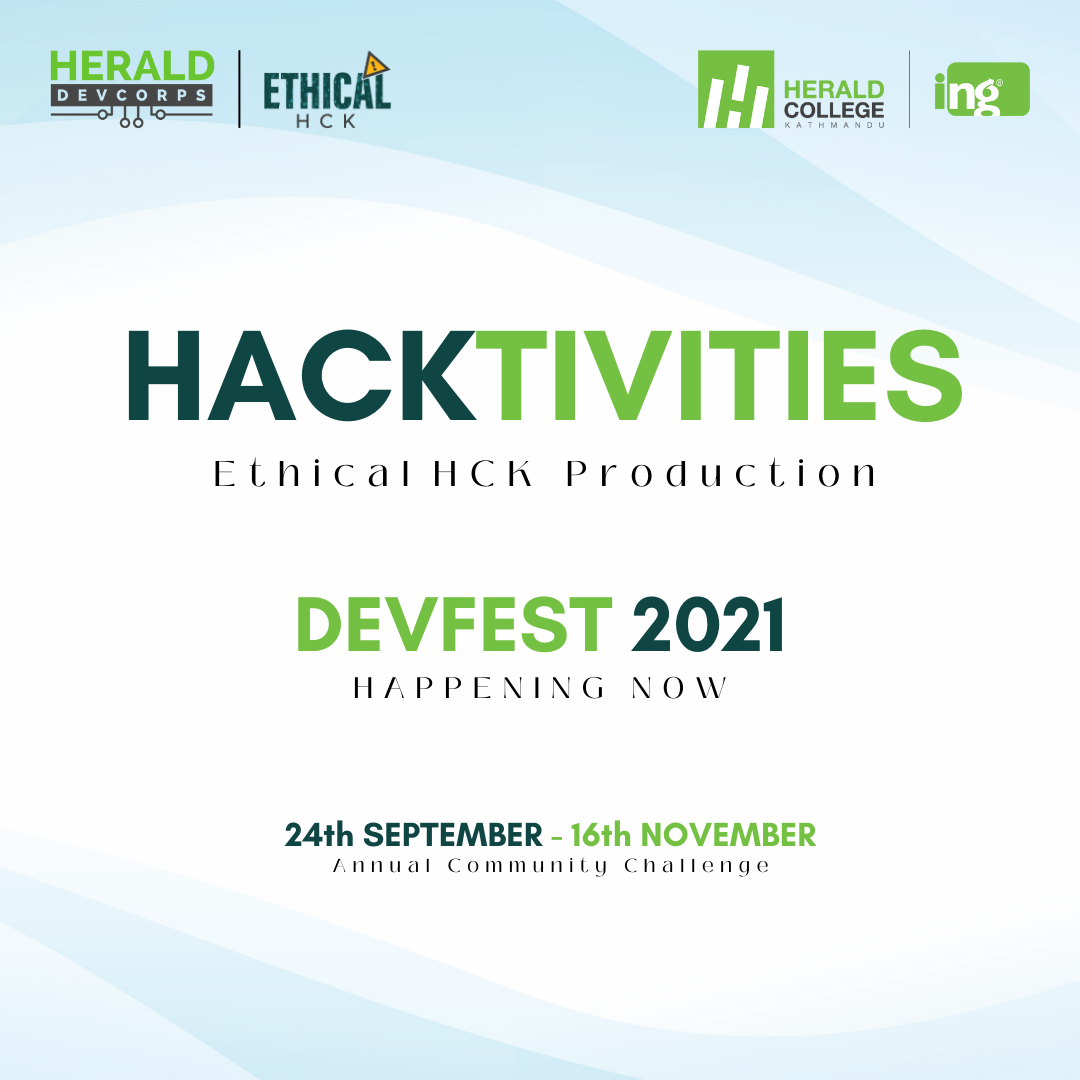 HERALD
DEVCORPS
ETHICAL
HCK
HERALD
COLLEGE
KATHMANDU
ing®
HACKTIVITIES
Ethical HCK Production
DEVFEST 2021
HAPPENING NOW
24th SEPTEMBER - 16th NOVEMBER
Annual Community Challenge